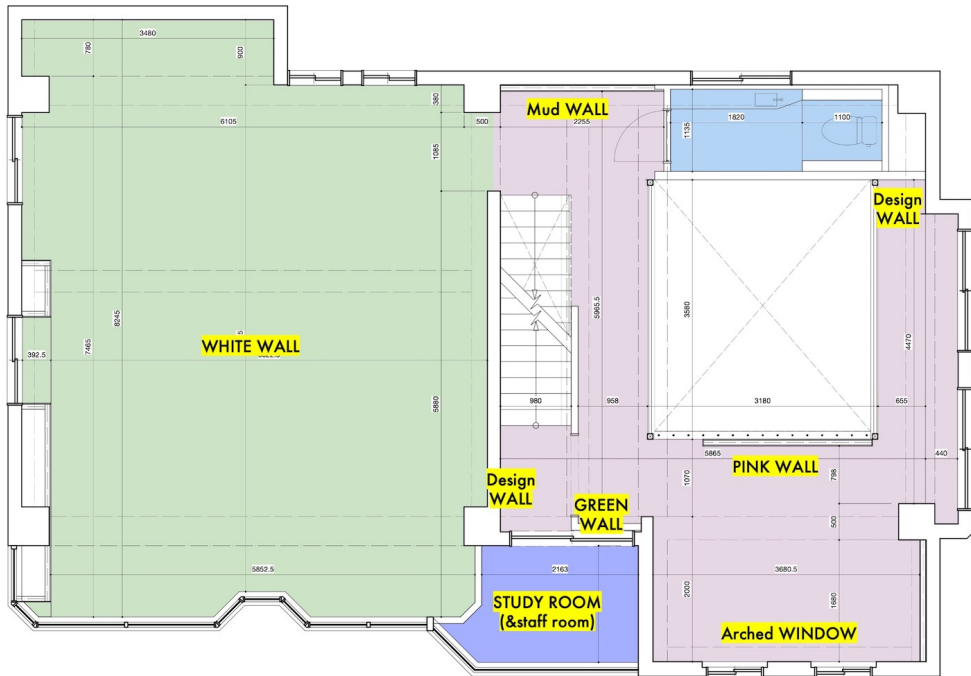 3480
780
900
380
Mud WALL
6105
500
2255
1135
1820
1100
1085
Design
WALL
5965.5
3580
4470
8245
7465
WHITE WALL
392.5
5880
980
958
3180
655
5865
440
PINK WALL
798
1070
Design
WALL
GREEN
WALL
500
5852.5
2163
3680.5
2000
1680
STUDY ROOM
(&staff room)
Arched WINDOW